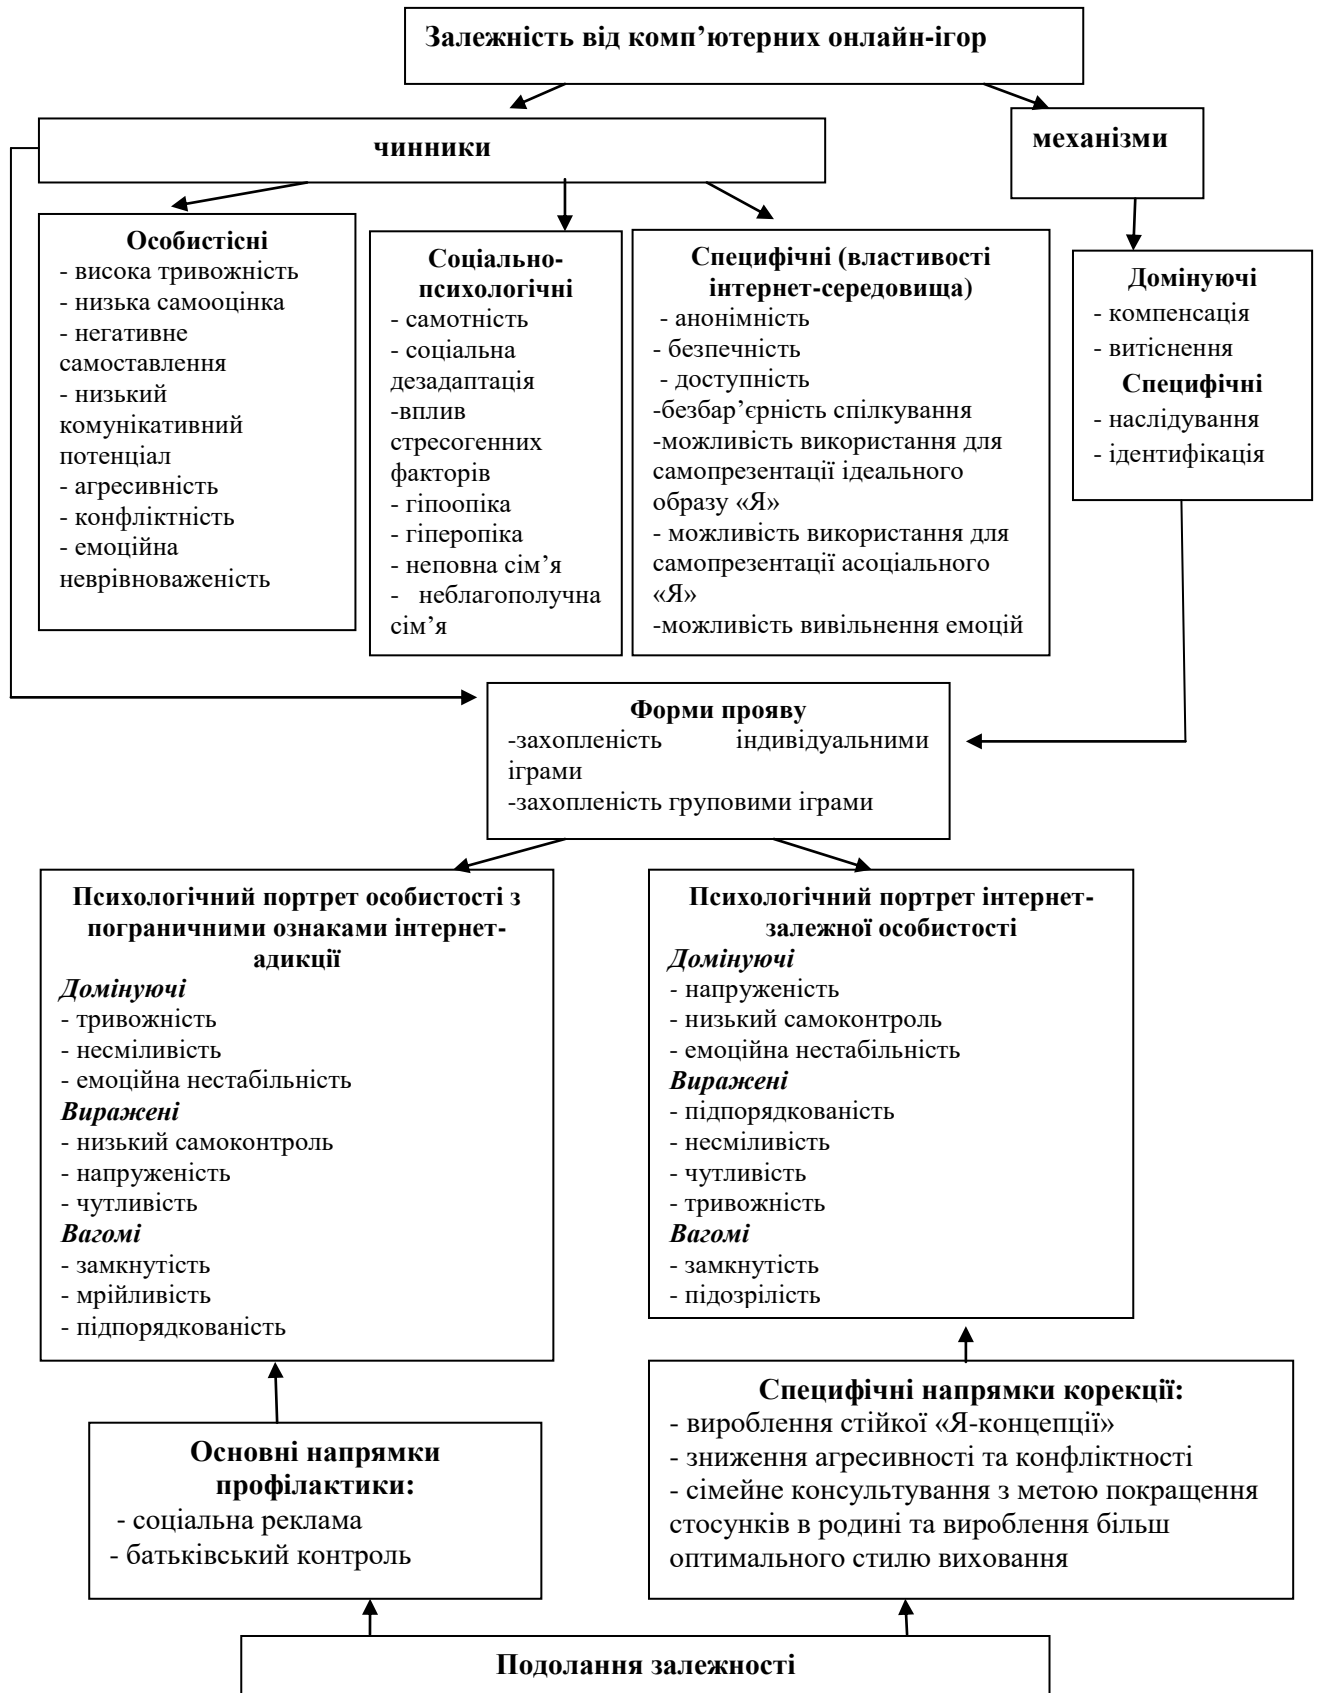 Залежність від комп’ютерних онлайн-ігор
чинники
механізми
Особистісні
- висока тривожність
- низька самооцінка
- негативне
самоставлення
- низький
комунікативний
потенціал
- агресивність
- конфліктність
- емоційна
неврівноваженість
Соціально-
психологічні
- самотність
- соціальна
дезадаптація
-вплив
стресогенних
факторів
- гіпоопіка
- гіперопіка
- неповна сім’я
- неблагополучна
сім’я
Специфічні (властивості
інтернет-середовища)
- анонімність
- безпечність
- доступність
-безбар’єрність спілкування
-можливість використання для
самопрезентації ідеального
образу «Я»
- можливість використання для
самопрезентації асоціального
«Я»
-можливість вивільнення емоцій
Домінуючі
- компенсація
- витіснення
Специфічні
- наслідування
- ідентифікація
Форми прояву
-захопленість індивідуальними
іграми
-захопленість груповими іграми
Психологічний портрет особистості з
пограничними ознаками інтернет-
адикції
Домінуючі
- тривожність
- несміливість
- емоційна нестабільність
Виражені
- низький самоконтроль
- напруженість
- чутливість
Вагомі
- замкнутість
- мрійливість
- підпорядкованість
Психологічний портрет інтернет-
залежної особистості
Домінуючі
- напруженість
- низький самоконтроль
- емоційна нестабільність
Виражені
- підпорядкованість
- несміливість
- чутливість
- тривожність
Вагомі
- замкнутість
- підозрілість
Основні напрямки
профілактики:
- соціальна реклама
- батьківський контроль
Специфічні напрямки корекції:
- вироблення стійкої «Я-концепції»
- зниження агресивності та конфліктності
- сімейне консультування з метою покращення
стосунків в родині та вироблення більш
оптимального стилю виховання
Подолання залежності